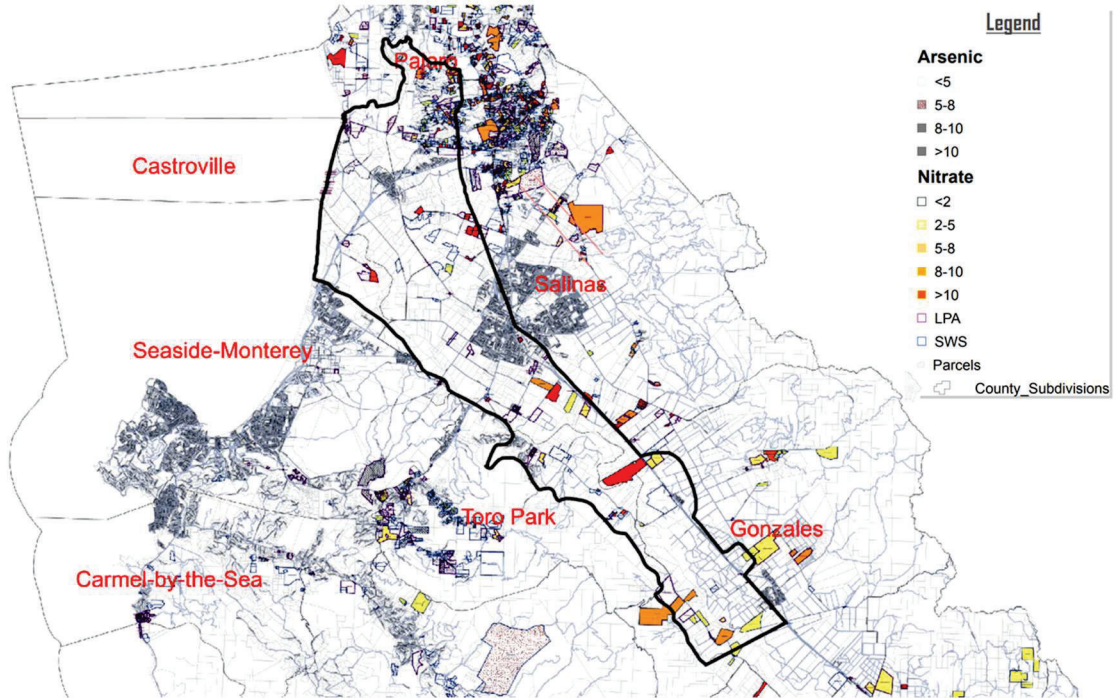 Legend
Arsenic
<5
5-8
8-10
>10
Nitrate
<2
2-5
5-8
8-10
>10
LPA
SWS
Parcels
County_Subdivisions
Pajaro
Castroville
Salinas
Seaside-Monterey
Toro Park
Gonzales
Carmel-by-the-Sea